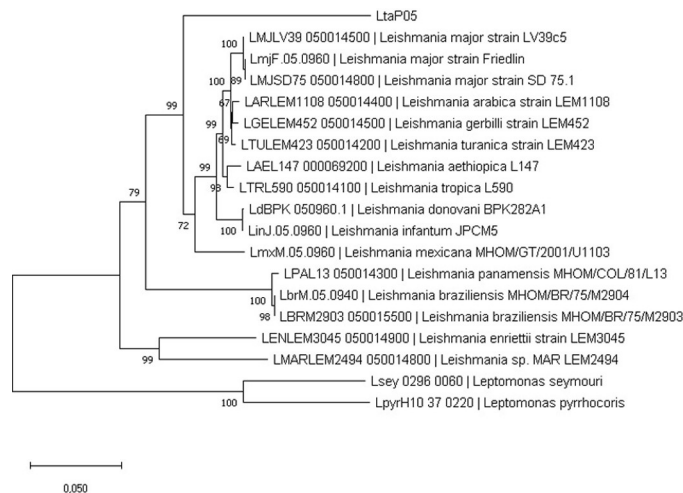 LtaP05
LMJLV39 050014500 | Leishmania major strain LV39c5
100
LmjF.05.0960 | Leishmania major strain Friedlin
100
89
LMJSD75 050014800 | Leishmania major strain SD 75.1
99
67
LARLEM1108 050014400 | Leishmania arabica strain LEM1108
99
LGELEM452 050014500 | Leishmania gerbilli strain LEM452
69
LTULEM423 050014200 | Leishmania turanica strain LEM423
99
LAEL147 000069200 | Leishmania aethiopica L147
98
LTRL590 050014100 | Leishmania tropica L590
79
LdBPK 050960.1 | Leishmania donovani BPK282A1
72
100
LinJ.05.0960 | Leishmania infantum JPCM5
LmxM.05.0960 | Leishmania mexicana MHOM/GT/2001/U1103
LPAL13 050014300 | Leishmania panamensis MHOM/COL/81/L13
100
LbrM.05.0940 | Leishmania braziliensis MHOM/BR/75/M2904
98
LBRM2903 050015500 | Leishmania braziliensis MHOM/BR/75/M2903
LENLEM3045 050014900 | Leishmania enriettii strain LEM3045
99
LMARLEM2494 050014800 | Leishmania sp. MAR LEM2494
Lsey 0296 0060 | Leptomonas seymouri
100
LpyrH10 37 0220 | Leptomonas pyrrhocoris
0.050